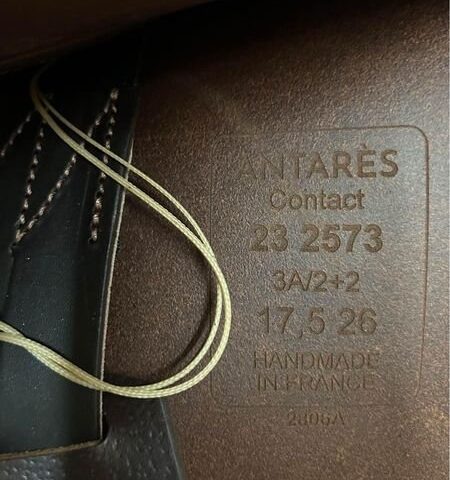 ANTARÈS
Contact
23 2573
3A/2+2
17,5 26
HANDMADE
IN FRANCE
2806A